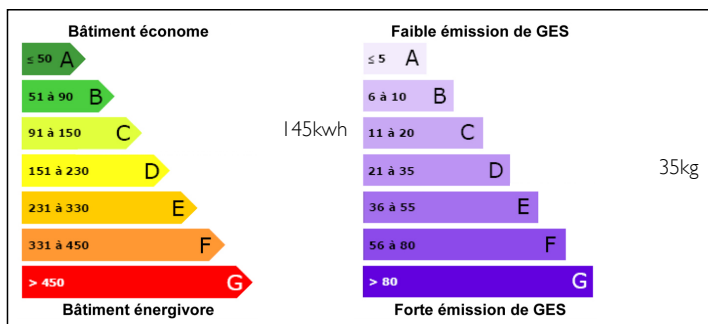 Bâtiment économe
≤ 50 A
51 à 90 B
91 à 150 C
145kwh
151 à 230 D
231 à 330 E
331 à 450 F
> 450 G
Bâtiment énergivore
Faible émission de GES
≤ 5 A
6 à 10 B
11 à 20 C
21 à 35 D
35kg
36 à 55 E
56 à 80 F
> 80 G
Forte émission de GES